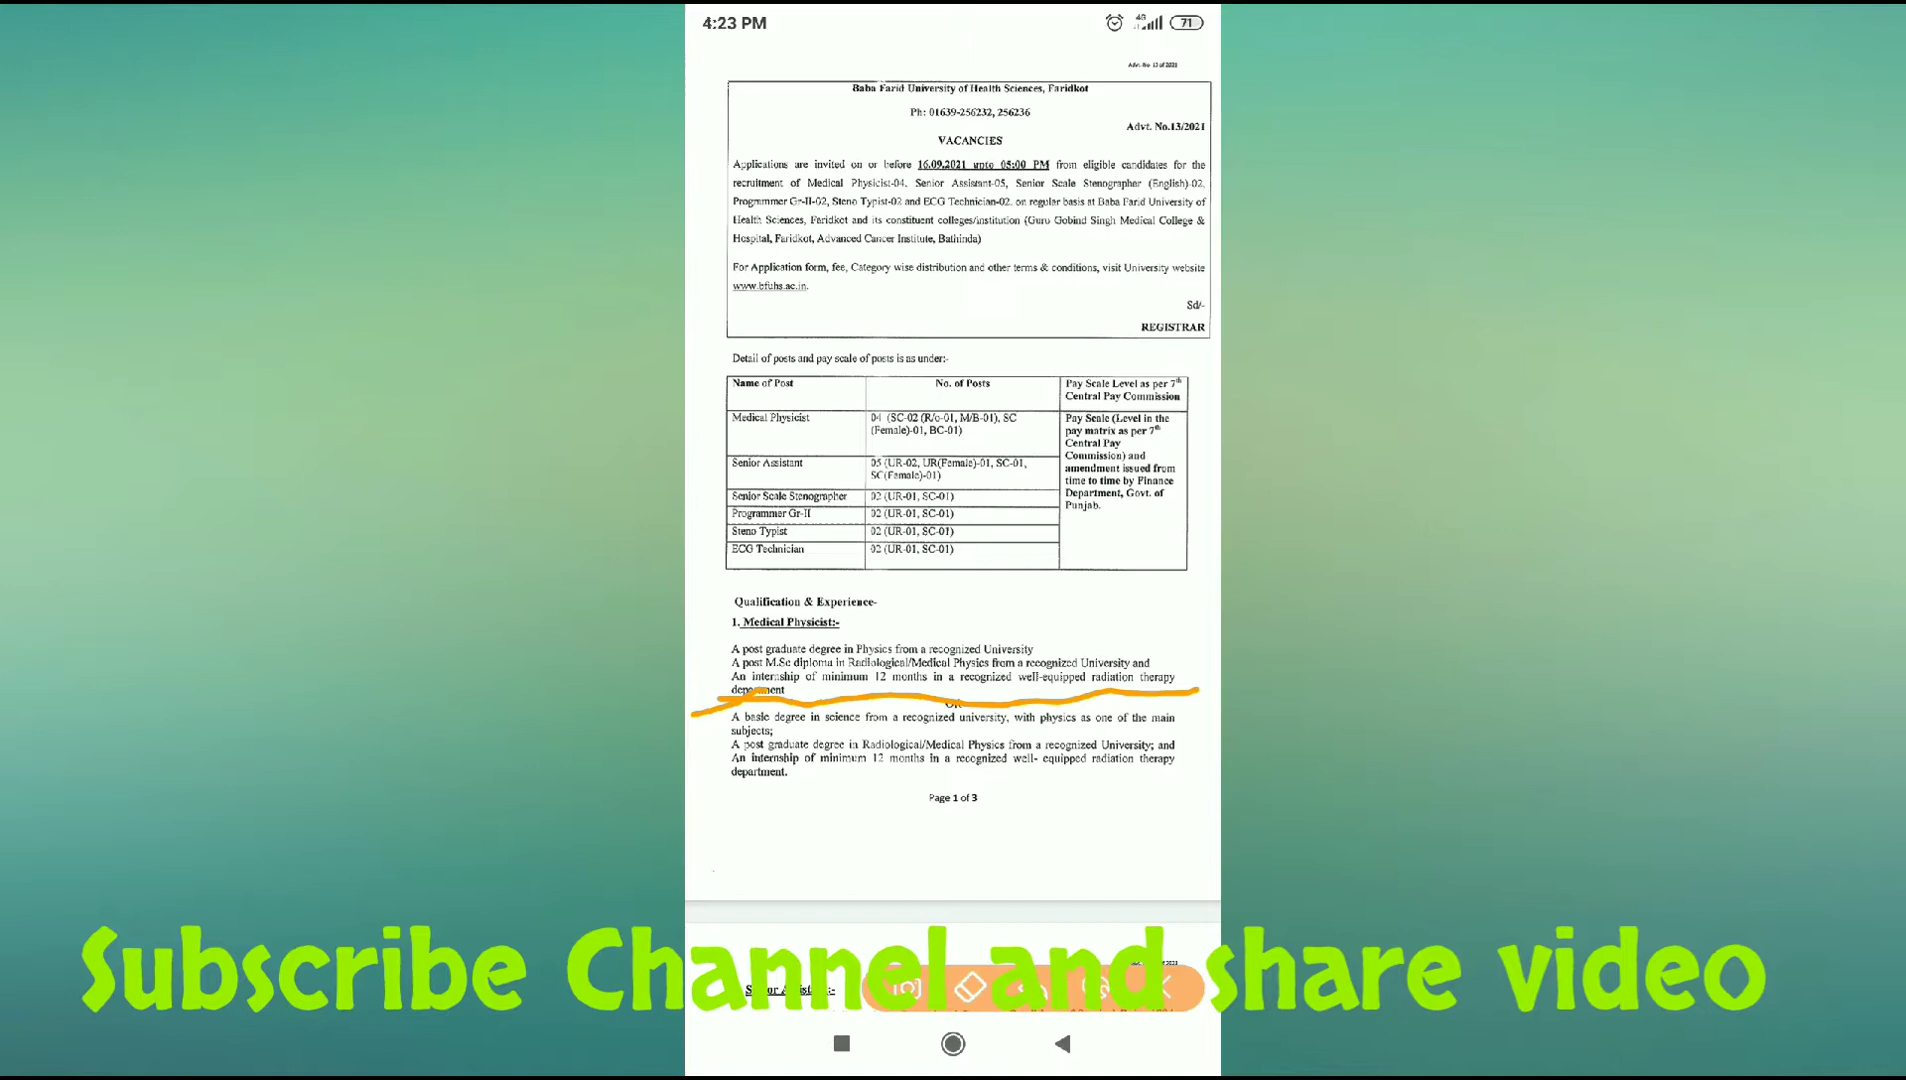 4:23 PM
4G
71
Advt. No. 13 of 2021
Baba Farid University of Health Sciences, Faridkot
Ph: 01639-256232, 256236
Advt. No.13/2021
VACANCIES
Applications are invited on or before 16.09.2021 upto 05:00 PM from eligible candidates for the
recruitment of Medical Physicist-04, Senior Assistant-05, Senior Scale Stenographer (English)-02,
Programmer Gr-II-02, Steno Typist-02 and ECG Technician-02, on regular basis at Baba Farid University of
Health Sciences, Faridkot and its constituent colleges/institution (Guru Gobind Singh Medical College &
Hospital, Faridkot, Advanced Cancer Institute, Bathinda)
For Application form, fee, Category wise distribution and other terms & conditions, visit University website
www.bfuhs.ac.in.
Sd/-
REGISTRAR
Detail of posts and pay scale of posts is as under:-
Name of Post No. of Posts Pay Scale Level as per 7th
Central Pay Commission
Medical Physicist 04 (SC-02 (R/o-01, M/B-01), SC
(Female)-01, BC-01)
Pay Scale (Level in the
pay matrix as per 7th
Central Pay
Commission) and
amendment issued from
time to time by Finance
Department, Govt. of
Punjab.
Senior Assistant 05 (UR-02, UR(Female)-01, SC-01,
SC(Female)-01)
Senior Scale Stenographer 02 (UR-01, SC-01)
Programmer Gr-II 02 (UR-01, SC-01)
Steno Typist 02 (UR-01, SC-01)
ECG Technician 02 (UR-01, SC-01)
Qualification & Experience-
1. Medical Physicist:-
A post graduate degree in Physics from a recognized University
A post M.Sc diploma in Radiological/Medical Physics from a recognized University and
An internship of minimum 12 months in a recognized well-equipped radiation therapy
department
OR
A basic degree in science from a recognized university, with physics as one of the main
subjects;
A post graduate degree in Radiological/Medical Physics from a recognized University; and
An internship of minimum 12 months in a recognized well- equipped radiation therapy
department.
Page 1 of 3
Subscribe Channel and share video
Senior Assistant:-